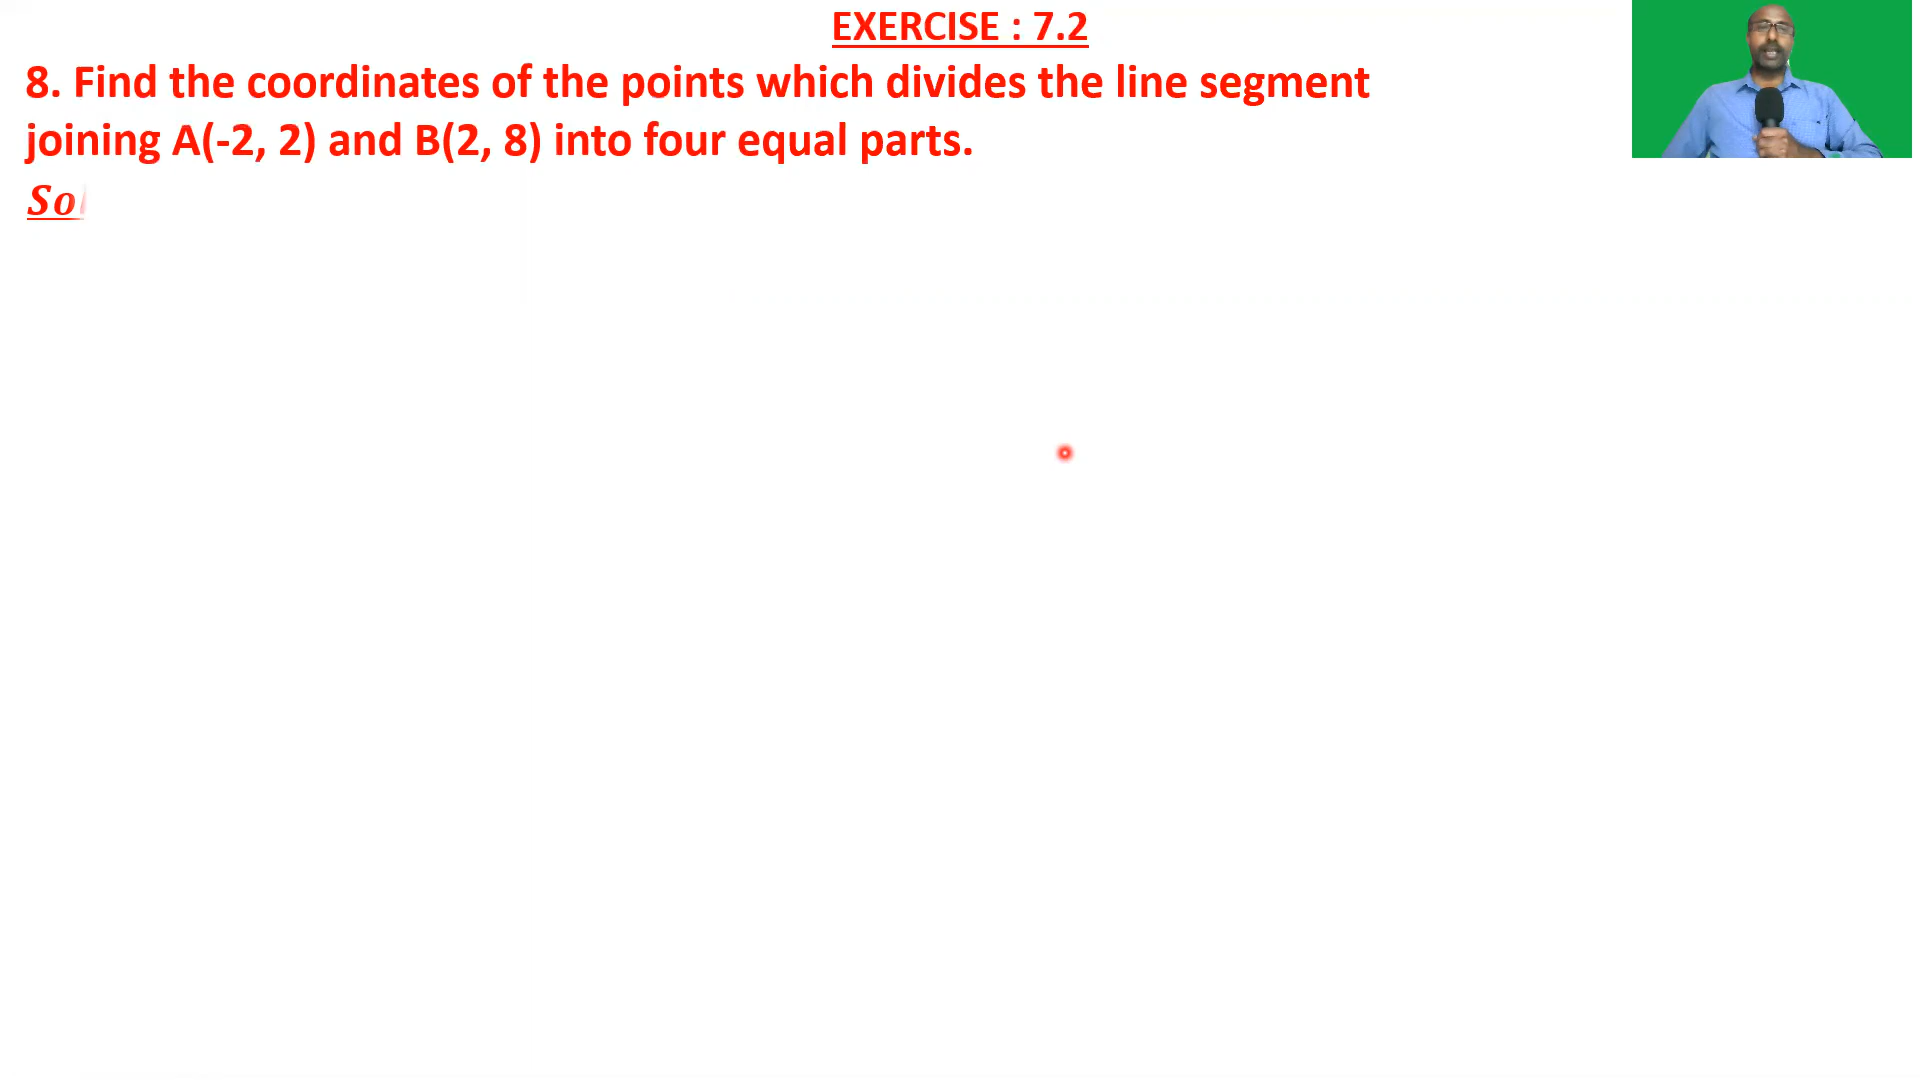 EXERCISE : 7.2
8. Find the coordinates of the points which divides the line segment
joining A(-2, 2) and B(2, 8) into four equal parts.
So